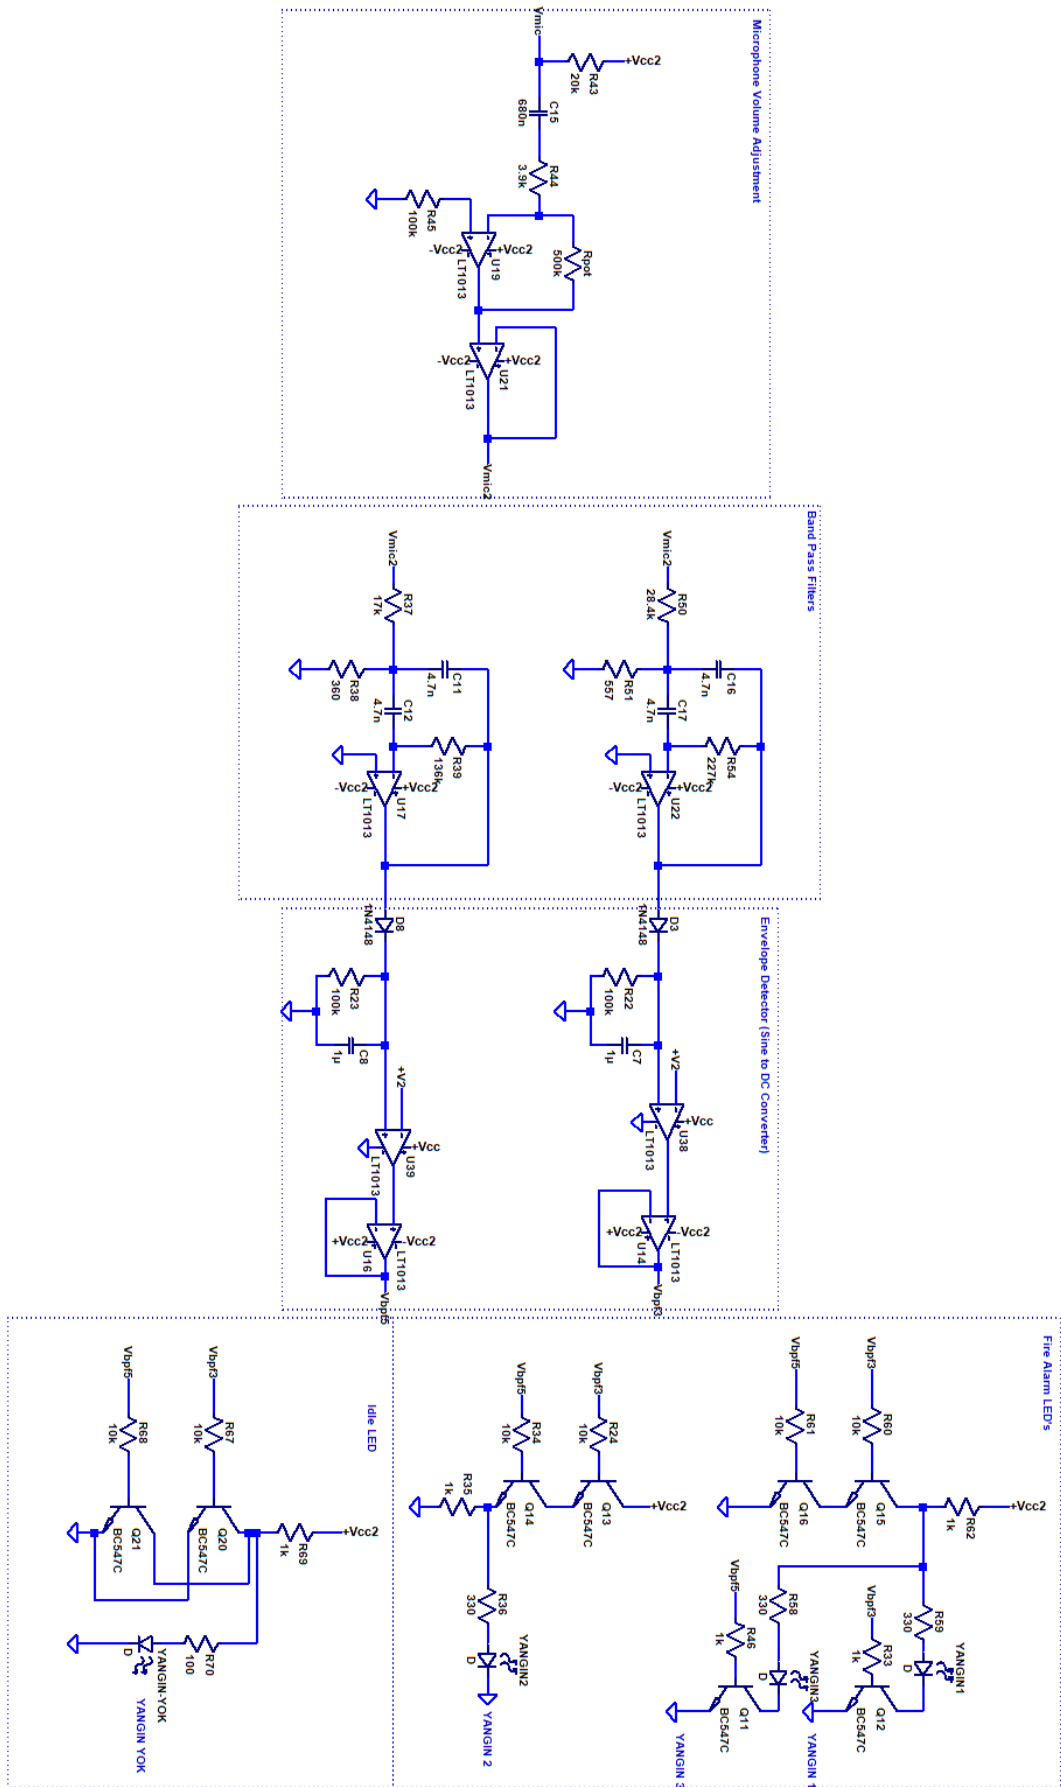 Microphone Volume Adjustment
Vmic
+Vcc2
R43
20k
C15
680n
R44
3.9k
R45
100k
Rpot
500k
+Vcc2
-Vcc2
U19
LT1013
+Vcc2
-Vcc2
U21
LT1013
Vmic2
Band Pass Filters
Vmic2
R50
28.4k
R51
557
C16
4.7n
C17
4.7n
R54
227k
+Vcc2
-Vcc2
U22
LT1013
Vmic2
R37
17k
R38
360
C11
4.7n
C12
4.7n
R39
136k
+Vcc2
-Vcc2
U17
LT1013
Envelope Detector (Sine to DC Converter)
D3
1N4148
R22
100k
C7
1µ
+V2
+Vcc
U38
LT1013
-Vcc2
+Vcc2
U14
LT1013
Vbpf3
D8
1N4148
R23
100k
C8
1µ
+V2
+Vcc
U39
LT1013
-Vcc2
+Vcc2
U16
LT1013
Vbpf5
Fire Alarm LED's
Vbpf3
R60
10k
Q15
BC547C
+Vcc2
R62
1k
Vbpf5
R61
10k
Q16
BC547C
R59
330
YANGIN1
D
Vbpf3
R33
1k
Q12
BC547C
YANGIN 1
R58
330
YANGIN3
D
Vbpf5
R46
1k
Q11
BC547C
YANGIN 3
Vbpf3
R24
10k
Q13
BC547C
+Vcc2
Vbpf5
R34
10k
Q14
BC547C
R35
1k
R36
330
YANGIN2
D
YANGIN 2
Idle LED
Vbpf3
R67
10k
Q20
BC547C
+Vcc2
R69
1k
Vbpf5
R68
10k
Q21
BC547C
R70
100
YANGIN-YOK
D
YANGIN YOK